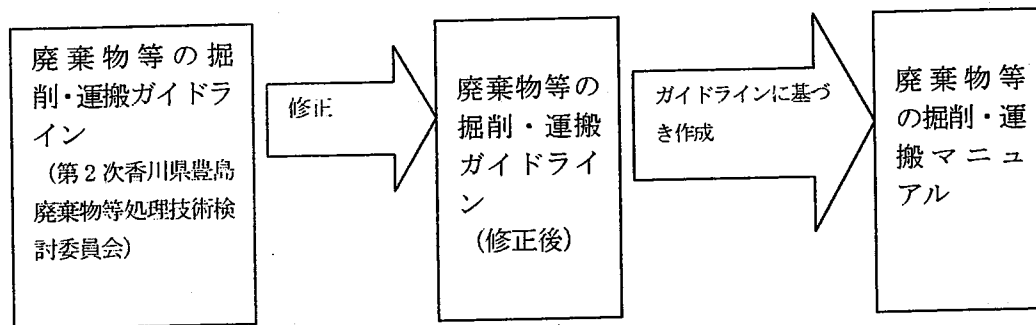 廃棄物等の掘
削・運搬ガイドラ
イン
(第2次香川県豊島
廃棄物等処理技術検
討委員会)
修正
廃棄物等の
掘削・運搬
ガイドライ
ン
(修正後)
ガイドラインに基づ
き作成
廃棄物等
の掘削・運
搬マニュ
アル